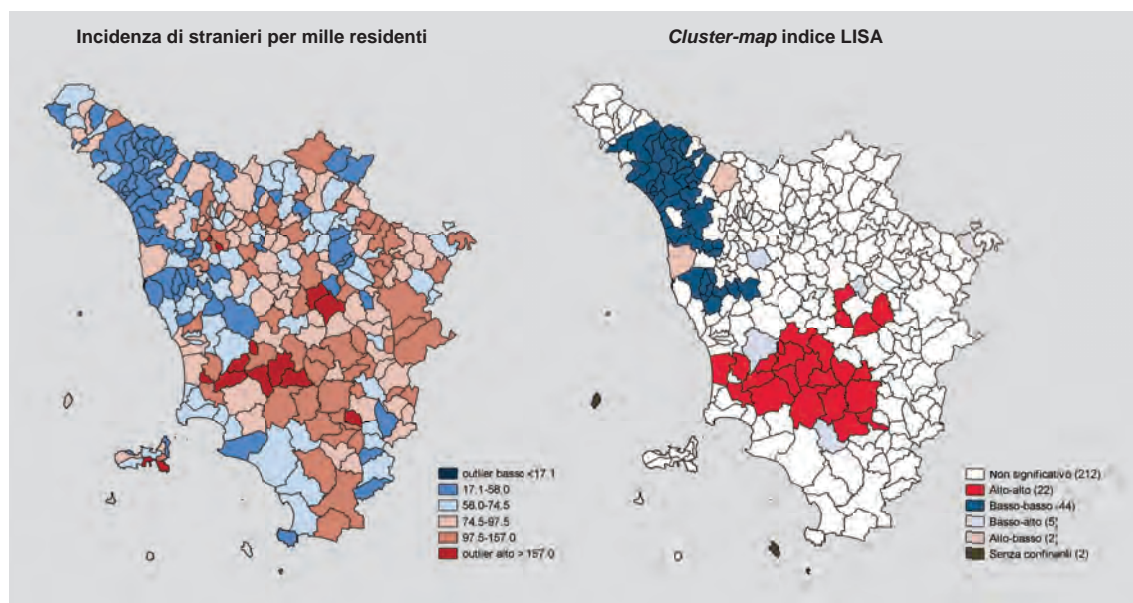 Incidenza di stranieri per mille residenti
Cluster-map indice LISA
outlier basso <17.1
17.1-58.0
58.0-74.5
74.5-97.5
97.5-157.0
outlier alto > 157.0
Non significativo (212)
Alto-alto (22)
Basso-basso (44)
Basso-alto (5)
Alto-basso (2)
Senza confinanti (2)